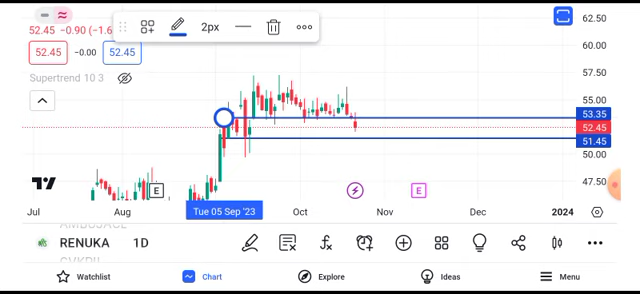 62.50
52.45 −0.90 (−1.6
2px
60.00
52.45 −0.00 52.45
57.50
Supertrend 10 3
55.00
53.35
52.45
51.45
50.00
E E
47.50
Jul Aug Tue 05 Sep '23 Oct Nov Dec 2024
RENUKA 1D
Watchlist Chart Explore Ideas Menu